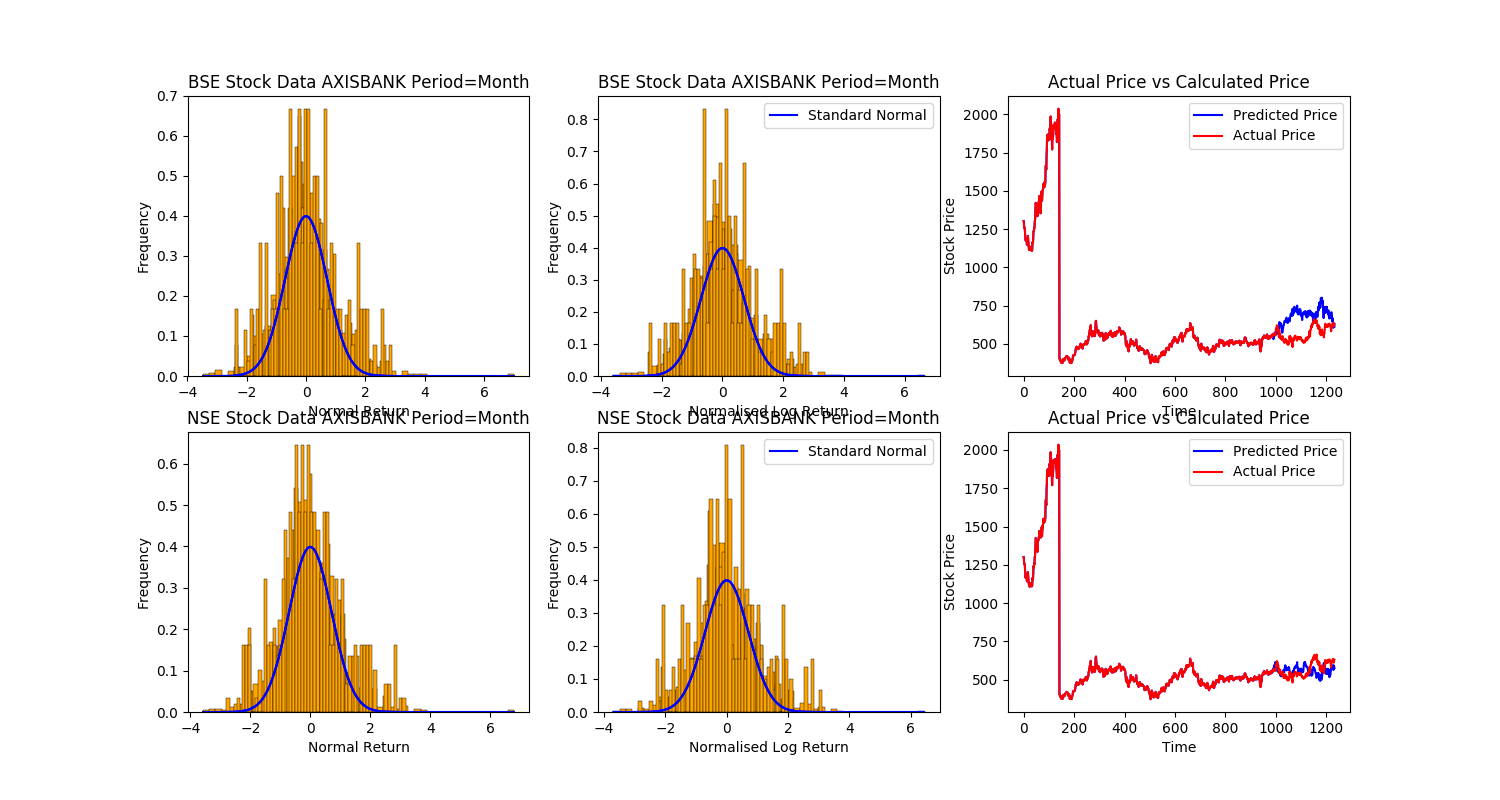 BSE Stock Data AXISBANK Period=Month
Frequency
0.7
0.6
0.5
0.4
0.3
0.2
0.1
0.0
−4 −2 0 2 4 6
Normal Return
BSE Stock Data AXISBANK Period=Month
Standard Normal
Frequency
0.8
0.7
0.6
0.5
0.4
0.3
0.2
0.1
0.0
−4 −2 0 2 4 6
Normalised Log Return
Actual Price vs Calculated Price
Predicted Price
Actual Price
Stock Price
2000
1750
1500
1250
1000
750
500
0 200 400 600 800 1000 1200
Time
NSE Stock Data AXISBANK Period=Month
Frequency
0.6
0.5
0.4
0.3
0.2
0.1
0.0
−4 −2 0 2 4 6
Normal Return
NSE Stock Data AXISBANK Period=Month
Standard Normal
Frequency
0.8
0.7
0.6
0.5
0.4
0.3
0.2
0.1
0.0
−4 −2 0 2 4 6
Normalised Log Return
Actual Price vs Calculated Price
Predicted Price
Actual Price
Stock Price
2000
1750
1500
1250
1000
750
500
0 200 400 600 800 1000 1200
Time